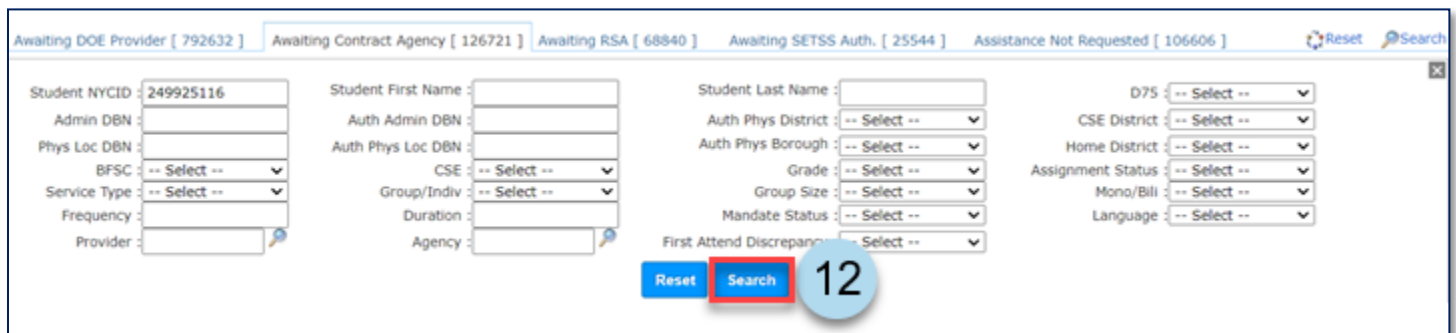 Awaiting DOE Provider [ 792632 ] Awaiting Contract Agency [ 126721 ] Awaiting RSA [ 68840 ] Awaiting SETSS Auth. [ 25544 ] Assistance Not Requested [ 106606 ] Reset Search
Student NYCID : 249925116 Student First Name : Student Last Name : D75 : -- Select --
Admin DBN : Auth Admin DBN : Auth Phys District : -- Select -- CSE District : -- Select --
Phys Loc DBN : Auth Phys Loc DBN : Auth Phys Borough : -- Select -- Home District : -- Select --
BFSC : -- Select -- CSE : -- Select -- Grade : -- Select -- Assignment Status : -- Select --
Service Type : -- Select -- Group/Indiv : -- Select -- Group Size : -- Select -- Mono/Bili : -- Select --
Frequency : Duration : Mandate Status : -- Select -- Language : -- Select --
Provider : Agency : First Attend Discrepancy -- Select --
Reset Search 12